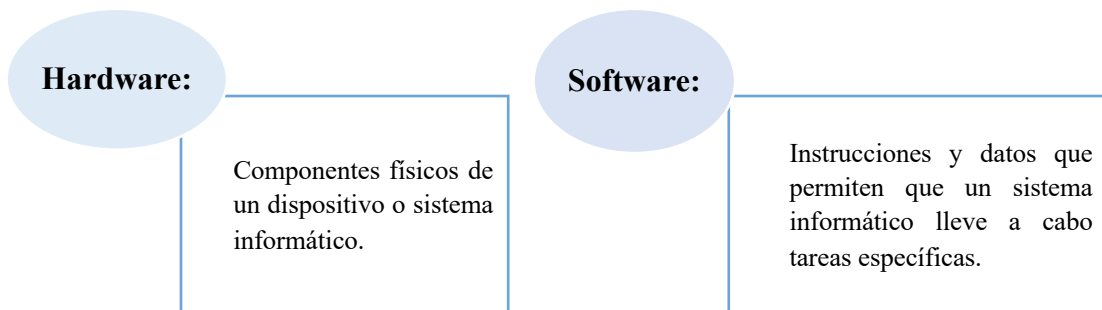 Hardware:
Componentes físicos de
un dispositivo o sistema
informático.
Software:
Instrucciones y datos que
permiten que un sistema
informático lleve a cabo
tareas específicas.